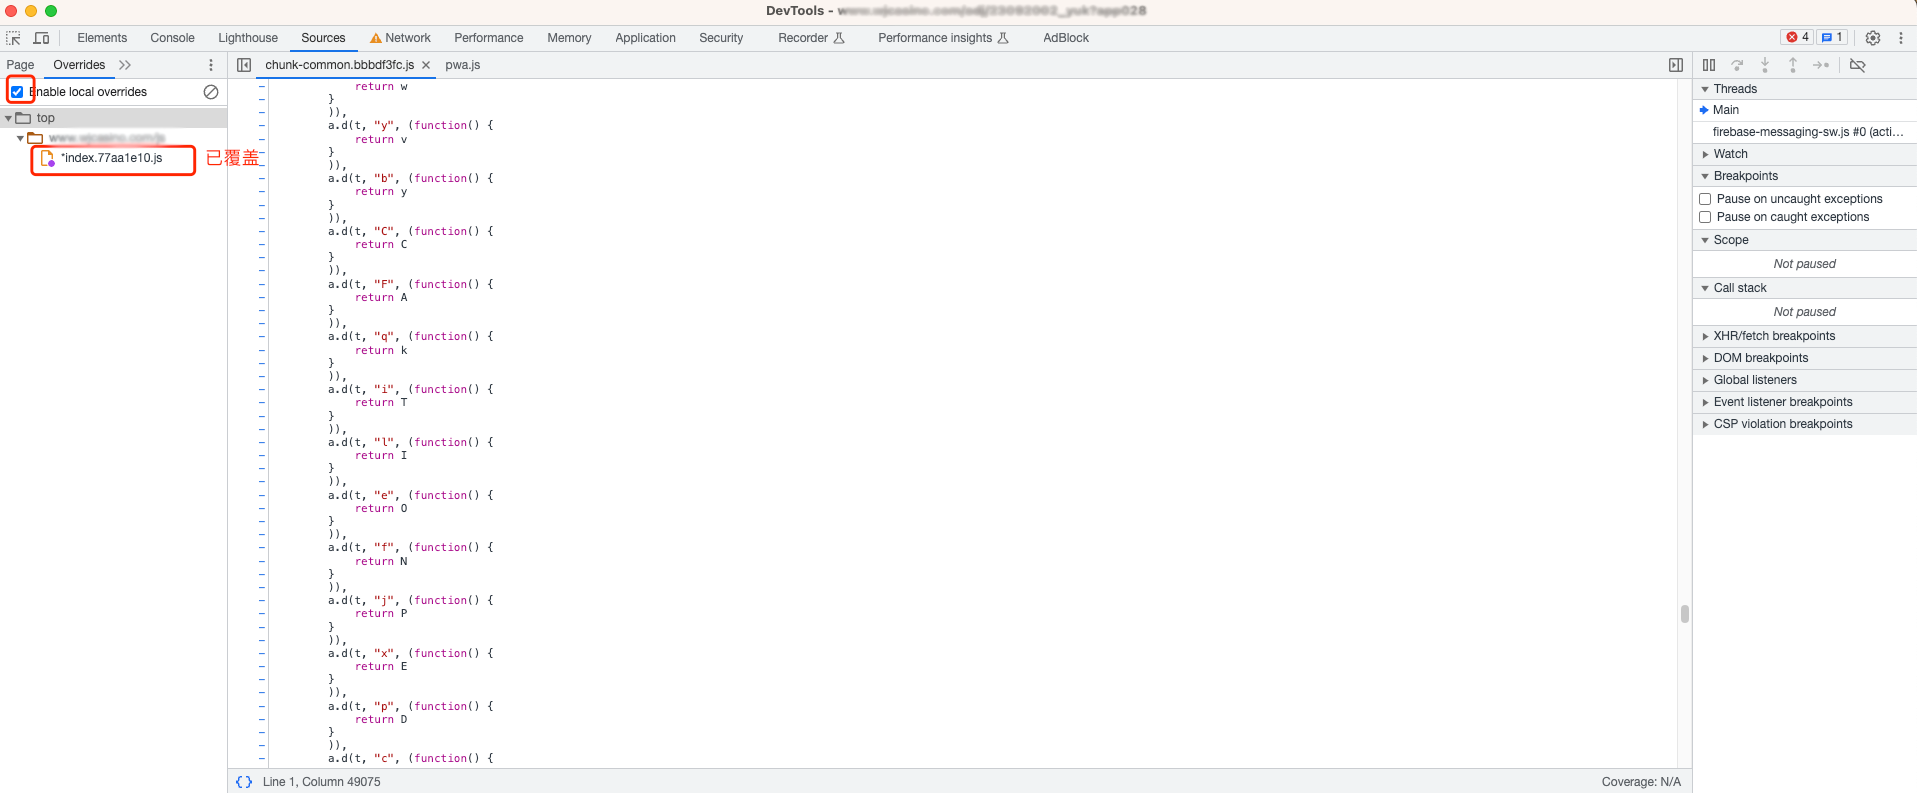 DevTools -
Elements Console Lighthouse Sources Network Performance Memory Application Security Recorder Performance insights AdBlock 4 1
Page Overrides
chunk-common.bbbdf3fc.js pwa.js
Enable local overrides
top
*index.77aa1e10.js 已覆盖
return w
}
)),
a.d(t, "y", (function() {
return v
}
)),
a.d(t, "b", (function() {
return y
}
)),
a.d(t, "C", (function() {
return C
}
)),
a.d(t, "F", (function() {
return A
}
)),
a.d(t, "q", (function() {
return k
}
)),
a.d(t, "i", (function() {
return T
}
)),
a.d(t, "l", (function() {
return I
}
)),
a.d(t, "e", (function() {
return O
}
)),
a.d(t, "f", (function() {
return N
}
)),
a.d(t, "j", (function() {
return P
}
)),
a.d(t, "x", (function() {
return E
}
)),
a.d(t, "p", (function() {
return D
}
)),
a.d(t, "c", (function() {
{} Line 1, Column 49075
Coverage: N/A
Threads
Main
firebase-messaging-sw.js #0 (acti…
Watch
Breakpoints
Pause on uncaught exceptions
Pause on caught exceptions
Scope
Not paused
Call stack
Not paused
XHR/fetch breakpoints
DOM breakpoints
Global listeners
Event listener breakpoints
CSP violation breakpoints